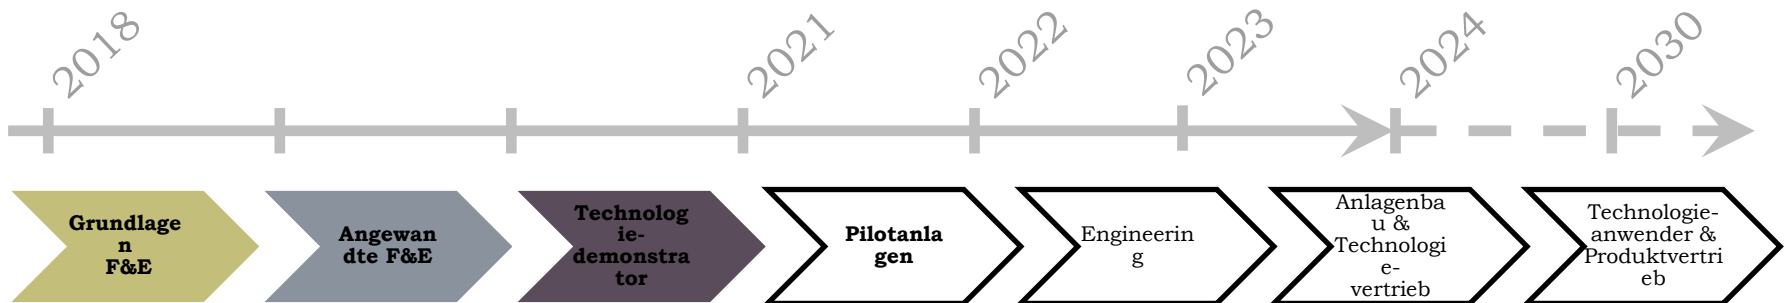 2018
2021
2022
2023
2024
2030
Grundlage
n
F&E
Angewan
dte F&E
Technolog
ie-
demonstra
tor
Pilotanla
gen
Engineerin
g
Anlagenba
u &
Technologi
e-
vertrieb
Technologie-
anwender &
Produktvertri
eb